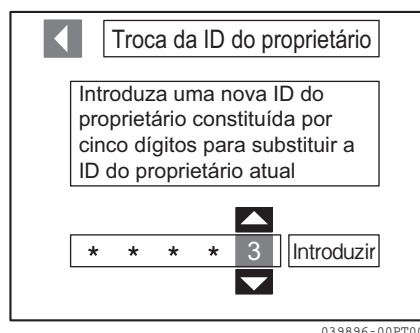 Troca da ID do proprietário
Introduza uma nova ID do
proprietário constituída por
cinco dígitos para substituir a
ID do proprietário atual
* * * * 3 Introduzir